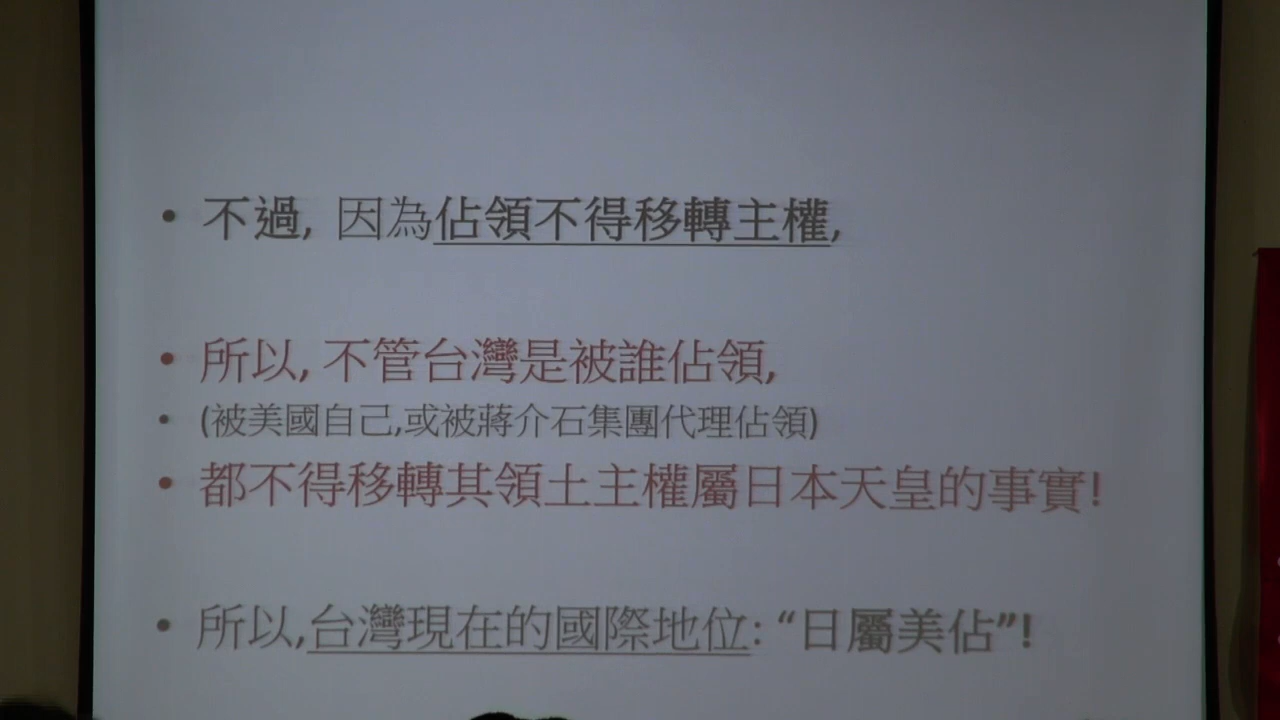 • 不過, 因為佔領不得移轉主權,
• 所以, 不管台灣是被誰佔領,
• (被美國自己,或被蔣介石集團代理佔領)
• 都不得移轉其領土主權屬日本天皇的事實!
• 所以,台灣現在的國際地位: “日屬美佔”!